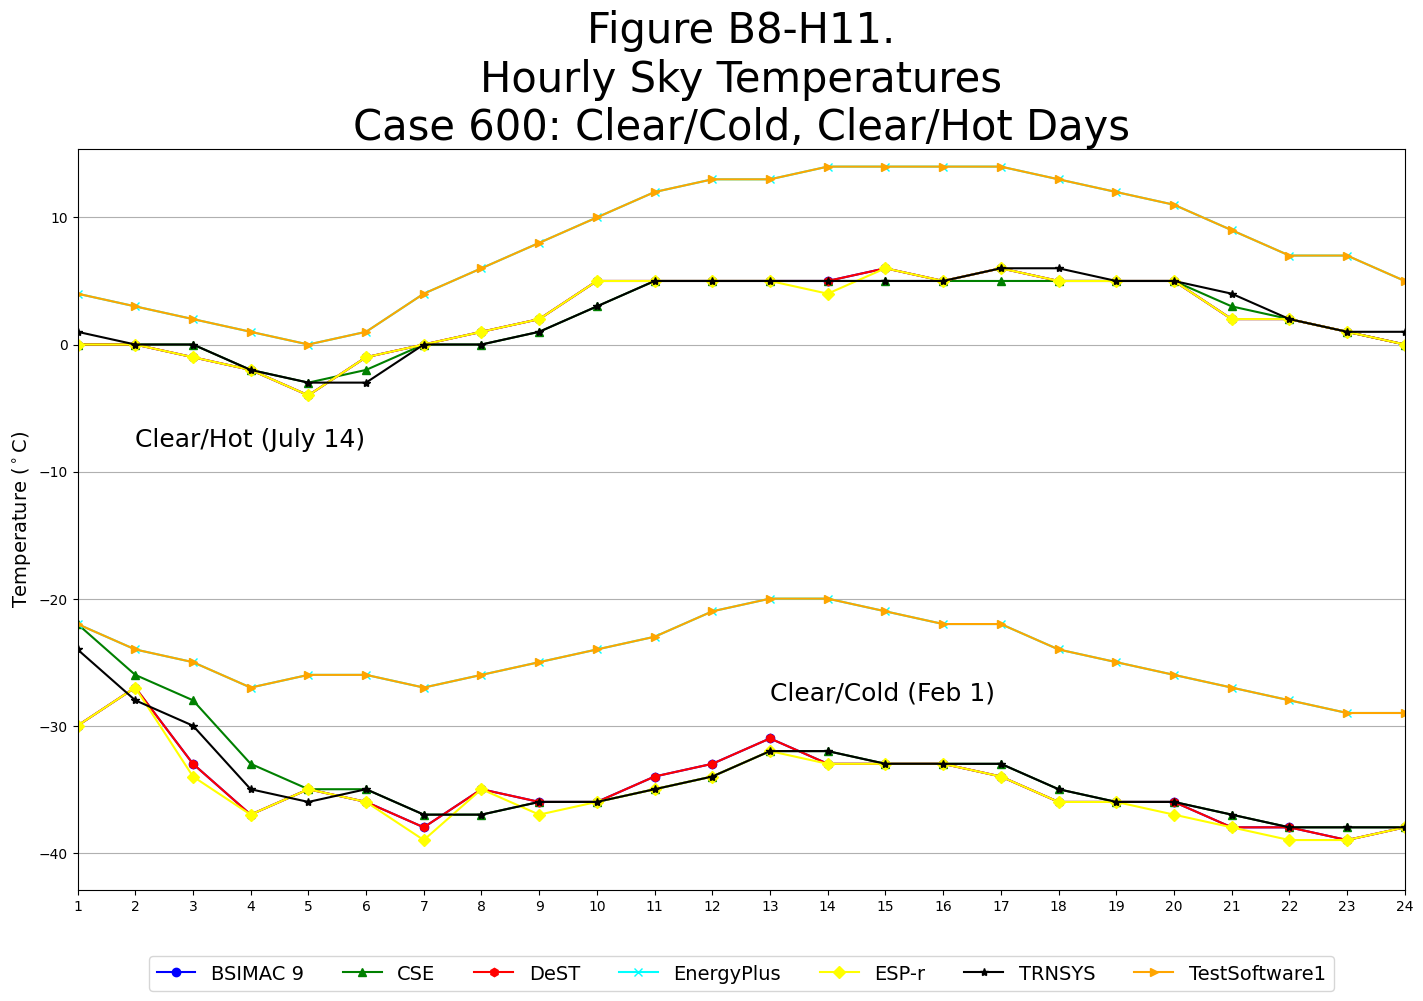 Figure B8-H11.
Hourly Sky Temperatures
Case 600: Clear/Cold, Clear/Hot Days
10
0
−10
−20
−30
−40
Temperature (°C)
Clear/Hot (July 14)
Clear/Cold (Feb 1)
1 2 3 4 5 6 7 8 9 10 11 12 13 14 15 16 17 18 19 20 21 22 23 24
BSIMAC 9 CSE DeST EnergyPlus ESP-r TRNSYS TestSoftware1